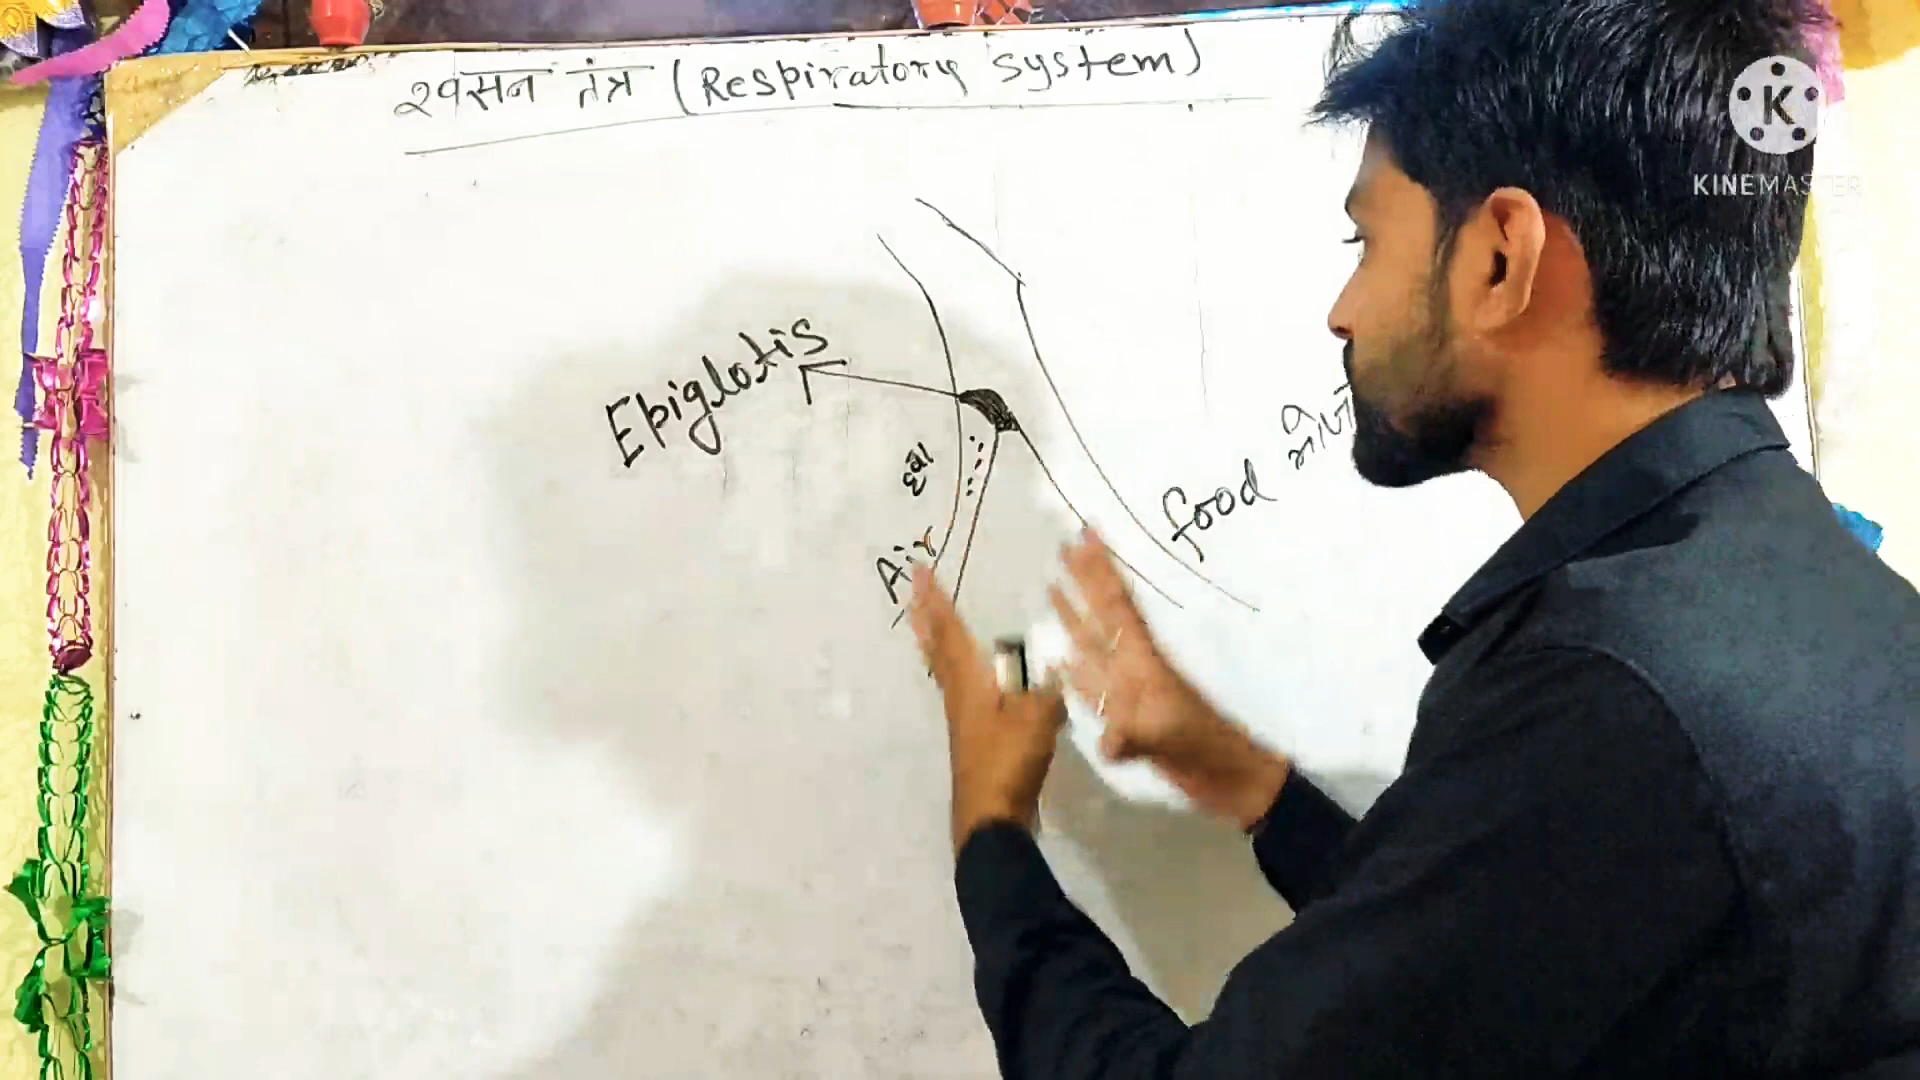 श्वसन तंत्र (Respiratory system)
KINEMASTER
Epiglotis
हवा
Air
food